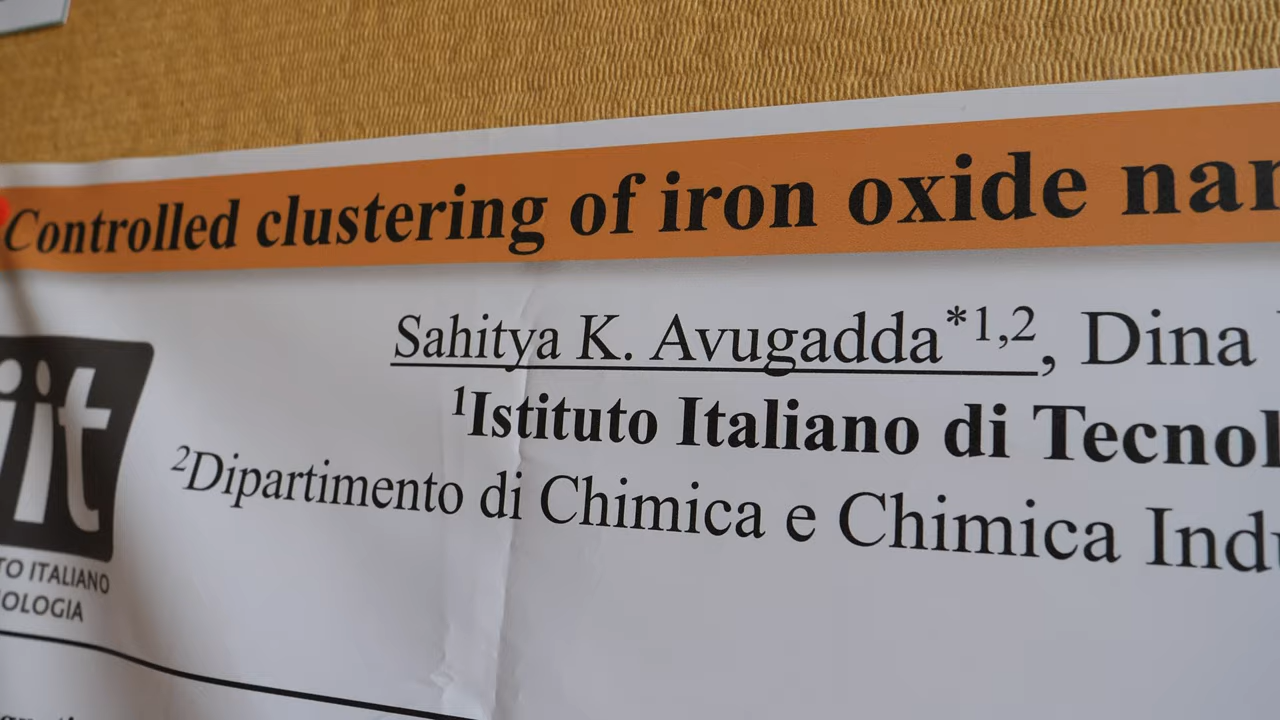 Controlled clustering of iron oxide nan
Sahitya K. Avugadda*1,2, Dina
1Istituto Italiano di Tecnol
2Dipartimento di Chimica e Chimica Indu
iit
TO ITALIANO
OLOGIA